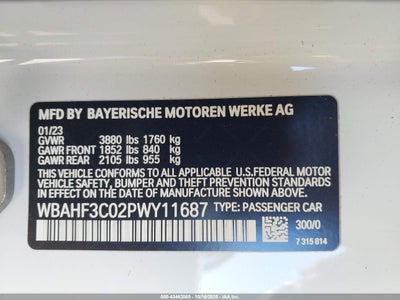 MFD BY BAYERISCHE MOTOREN WERKE AG
01/23
GVWR 3880 lbs 1760 kg
GAWR FRONT 1852 lbs 840 kg
GAWR REAR 2105 lbs 955 kg
THIS VEHICLE CONFORMS TO ALL APPLICABLE U.S.FEDERAL MOTOR
VEHICLE SAFETY, BUMPER, AND THEFT PREVENTION STANDARDS
IN EFFECT ON THE DATE OF MANUFACTURE SHOWN ABOVE.
WBAHF3C02PWY11687 TYPE: PASSENGER CAR
300/0
7 315 814